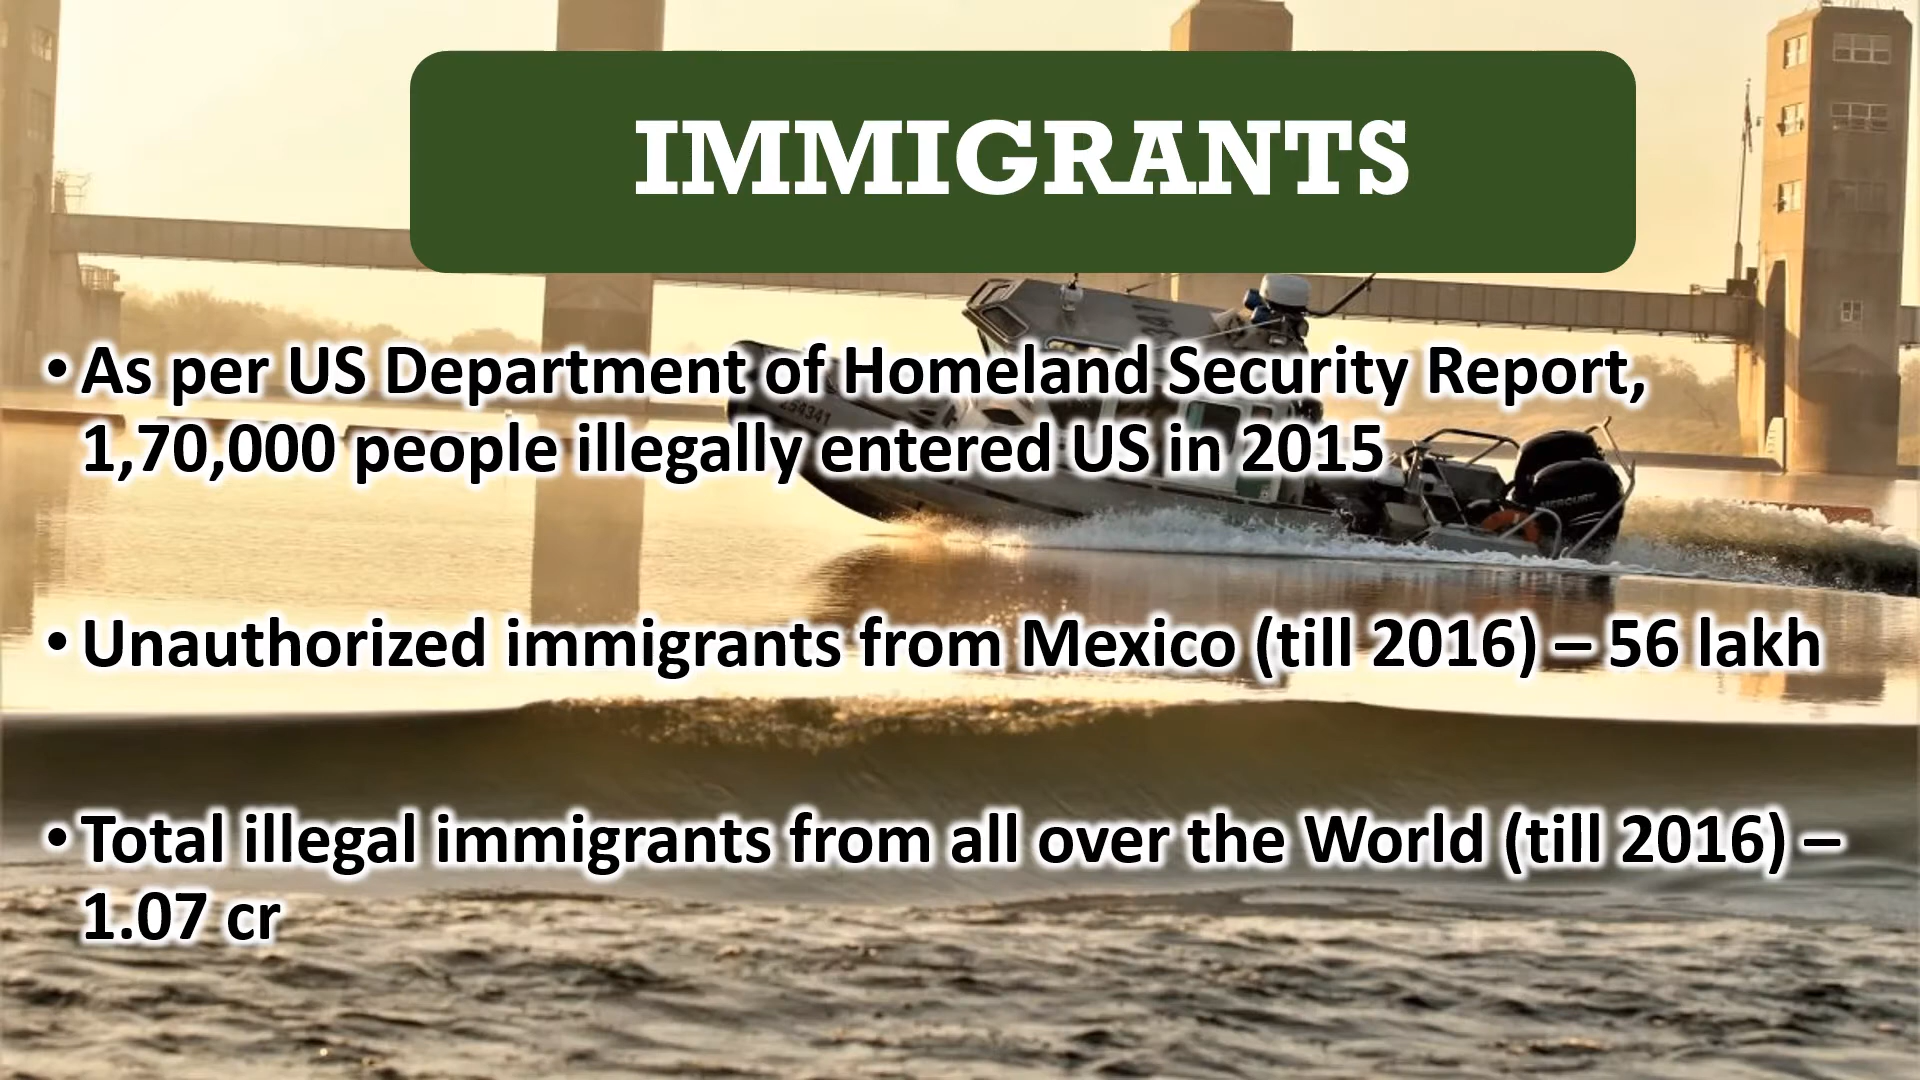 IMMIGRANTS
• As per US Department of Homeland Security Report,
1,70,000 people illegally entered US in 2015
• Unauthorized immigrants from Mexico (till 2016) – 56 lakh
• Total illegal immigrants from all over the World (till 2016) –
1.07 cr
254341
MERCURY